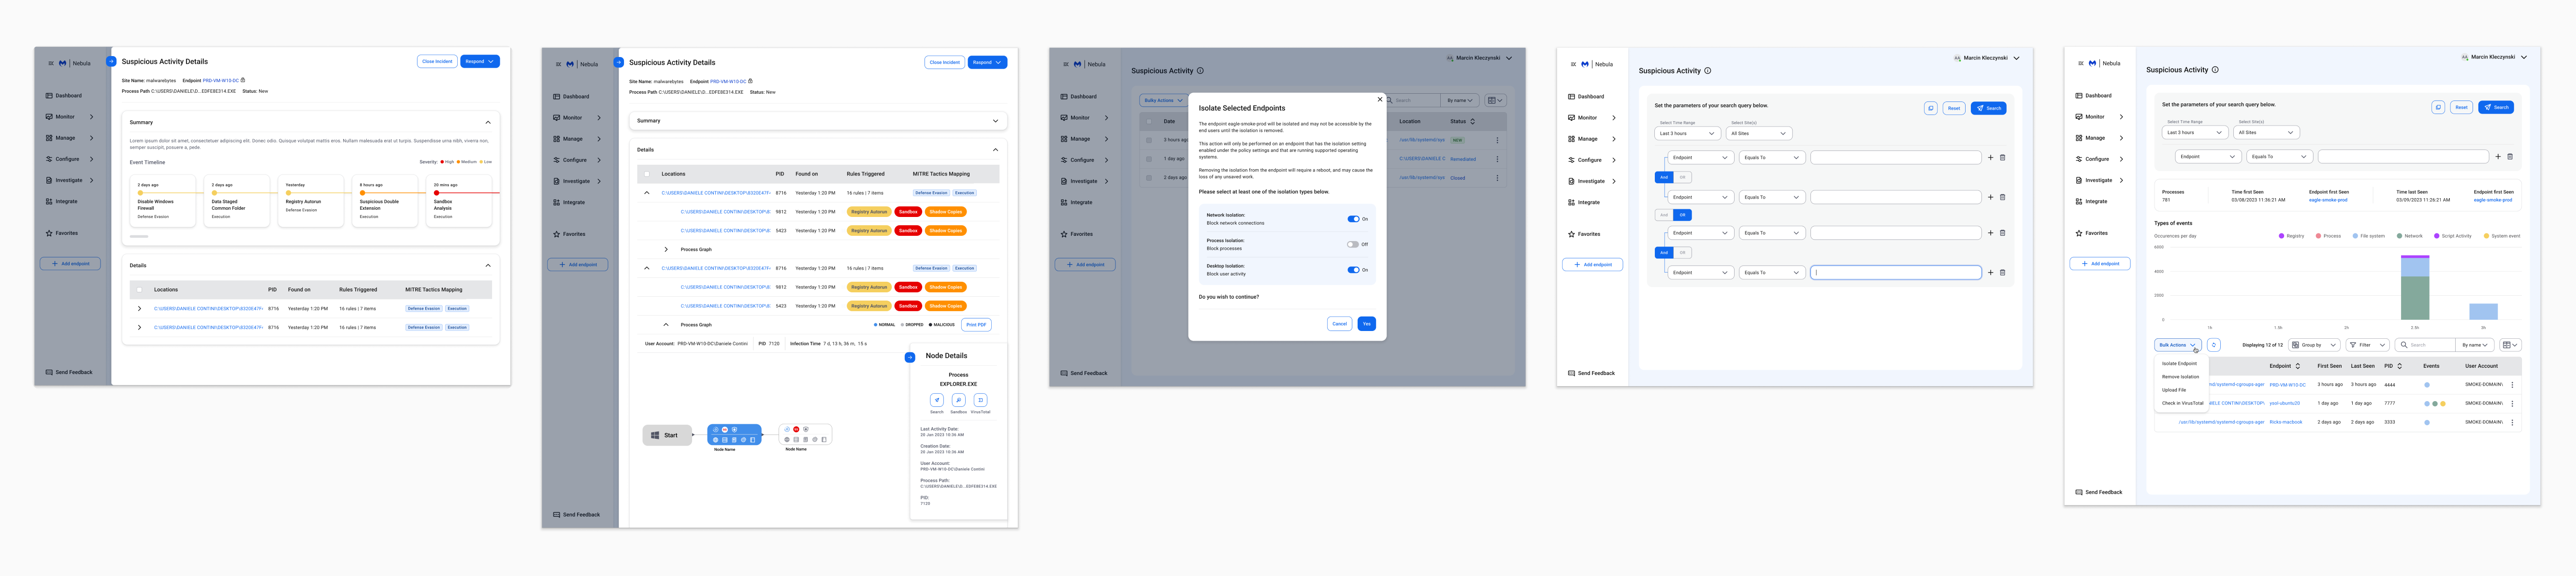 Nebula
Dashboard
Monitor
Manage
Configure
Investigate
Integrate
Favorites
Add endpoint
Send Feedback
Suspicious Activity Details
Close Incident
Respond
Site Name: malwarebytes Endpoint PRD-VM-W10-DC
Process Path C:\USERS\DANIELE\D... EDFE8E314.EXE Status: New
Summary
Lorem ipsum dolor sit amet, consectetuer adipiscing elit. Donec Quisque volutpat mattis eros. Nullam malesuada erat ut turpis. Suspendisse urna nibh, viverra non,
semper suscipit, posuere a, pede.
Event Timeline
Severity: High Medium Low
2 days ago
Disable Windows
Firewall
Defense Evasion
2 days ago
Data Staged
Common Folder
Execution
Yesterday
Registry Autorun
Defense Evasion
8 hours ago
Suspicious Double
Extension
Execution
20 mins ago
Sandbox
Analysis
Execution
Details
Locations PID Found on Rules Triggered MITRE Tactics Mapping
C:\USERS\DANIELE CONTINI\DESKTOP\8320E47F- 8716 Yesterday 1:20 PM 16 rules | 7 items Defense Evasion Execution
C:\USERS\DANIELE CONTINI\DESKTOP\8320E47F- 8716 Yesterday 1:20 PM 16 rules | 7 items Defense Evasion Execution
Nebula
Dashboard
Monitor
Manage
Configure
Investigate
Integrate
Favorites
Add endpoint
Send Feedback
Suspicious Activity Details
Close Incident
Respond
Site Name: malwarebytes Endpoint PRD-VM-W10-DC
Process Path C:\USERS\DANIELE\D... EDFE8E314.EXE Status: New
Summary
Details
Locations PID Found on Rules Triggered MITRE Tactics Mapping
C:\USERS\DANIELE CONTINI\DESKTOP\8320E47F- 8716 Yesterday 1:20 PM 16 rules | 7 items Defense Evasion Execution
C:\USERS\DANIELE CONTINI\DESKTOP\8 9812 Yesterday 1:20 PM Registry Autorun Sandbox Shadow Copies
C:\USERS\DANIELE CONTINI\DESKTOP\8 5423 Yesterday 1:20 PM Registry Autorun Sandbox Shadow Copies
Process Graph
C:\USERS\DANIELE CONTINI\DESKTOP\8320E47F- 8716 Yesterday 1:20 PM 16 rules | 7 items Defense Evasion Execution
C:\USERS\DANIELE CONTINI\DESKTOP\8 9812 Yesterday 1:20 PM Registry Autorun Sandbox Shadow Copies
C:\USERS\DANIELE CONTINI\DESKTOP\8 5423 Yesterday 1:20 PM Registry Autorun Sandbox Shadow Copies
Process Graph
NORMAL DROPPED MALICIOUS
Print PDF
User Account: PRD-VM-W10-DC\Daniele Contini PID 7120 Infection Time 7 d, 13 h, 36 m, 15 s
Start
Node Name
Node Name
Node Details
Process
EXPLORER.EXE
Search Sandbox VirusTotal
Last Activity Date:
20 Jan 2023 10:36 AM
Creation Date:
20 Jan 2023 10:36 AM
User Account:
PRD-VM-W10-DC\Daniele Contini
Process Path:
C:\USERS\DANIELE\D...EDFE8E314.EXE
PID:
7120
Nebula
Dashboard
Monitor
Manage
Configure
Investigate
Integrate
Favorites
Add endpoint
Send Feedback
Marcin Kleczynski
Suspicious Activity
Bulky Actions
Search
By name
Date
Location
Status
3 hours ago
/usr/lib/systemd/sys
NEW
1 day ago
C:\USERS\DANIELE C
Remediated
2 days ago
/usr/lib/systemd/sys
Closed
Isolate Selected Endpoints
The endpoint eagle-smoke-prod will be isolated and may not be accessible by the
end users until the isolation is removed.
This action will only be performed on an endpoint that has the isolation setting
enabled under the policy settings and that are running supported operating
systems.
Removing the isolation from the endpoint will require a reboot, and may cause the
loss of any unsaved work.
Please select at least one of the isolation types below.
Network Isolation:
Block network connections
On
Process Isolation:
Block processes
Off
Desktop Isolation:
Block user activity
On
Do you wish to continue?
Cancel
Yes
Nebula
Dashboard
Monitor
Manage
Configure
Investigate
Integrate
Favorites
Add endpoint
Send Feedback
Marcin Kleczynski
Suspicious Activity
Set the parameters of your search query below.
Reset
Search
Select Time Range
Last 3 hours
Select Site(s)
All Sites
Endpoint Equals To
And OR
Endpoint Equals To
And OR
Endpoint Equals To
And OR
Endpoint Equals To
Nebula
Dashboard
Monitor
Manage
Configure
Investigate
Integrate
Favorites
Add endpoint
Send Feedback
Marcin Kleczynski
Suspicious Activity
Set the parameters of your search query below.
Reset
Search
Select Time Range
Last 3 hours
Select Site(s)
All Sites
Endpoint Equals To
Processes
781
Time first Seen
03/08/2023 11:36:21 AM
Endpoint first Seen
eagle-smoke-prod
Time last Seen
03/09/2023 11:26:21 AM
Endpoint first Seen
eagle-smoke-prod
Types of events
Occurences per day
Registry Process File system Network Script Activity System event
6000
4000
2000
0
1k 1.5k 2k 2.5k 3k
Bulk Actions
Displaying 12 of 12
Group by
Filter
Search
By name
Isolate Endpoint
Remove Isolation
Upload File
Check in VirusTotal
Endpoint First Seen Last Seen PID Events User Account
nd/systemd-cgroups-ager PRD-VM-W10-DC 3 hours ago 3 hours ago 4444 SMOKE-DOMAIN\
IELE CONTINI\DESKTOP\ yossi-ubuntu20 1 day ago 1 day ago 7777 SMOKE-DOMAIN\
/usr/lib/systemd/systemd-cgroups-ager Ricks-macbook 2 days ago 2 days ago 3333 SMOKE-DOMAIN\